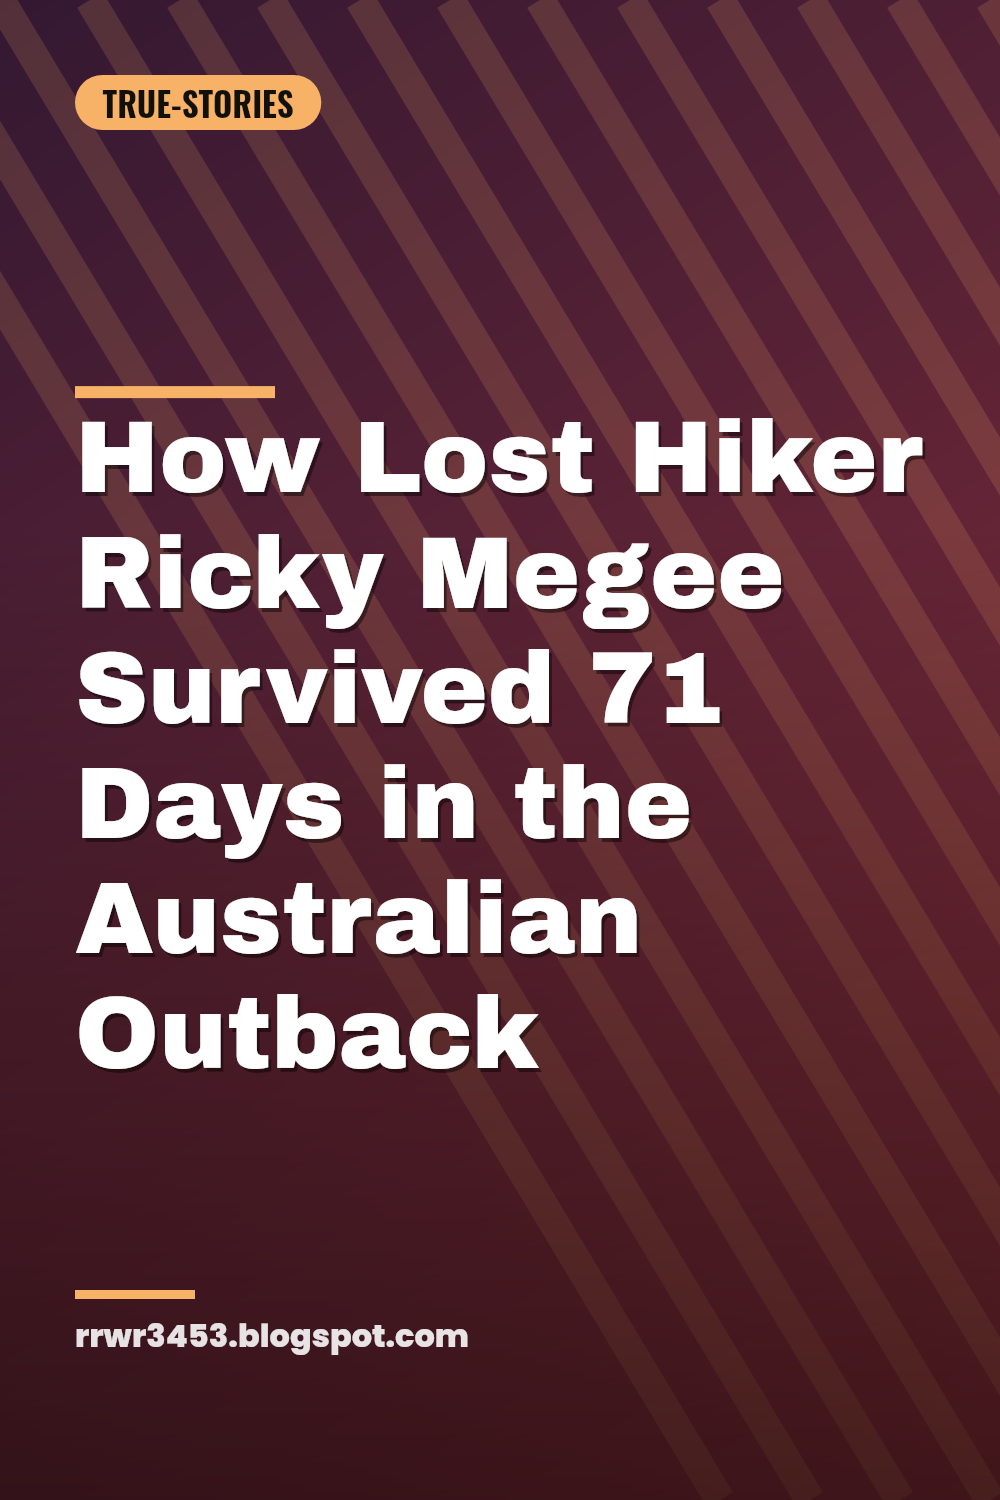 TRUE-STORIES
How Lost Hiker
Ricky Megee
Survived 71
Days in the
Australian
Outback
rrwr3453.blogspot.com